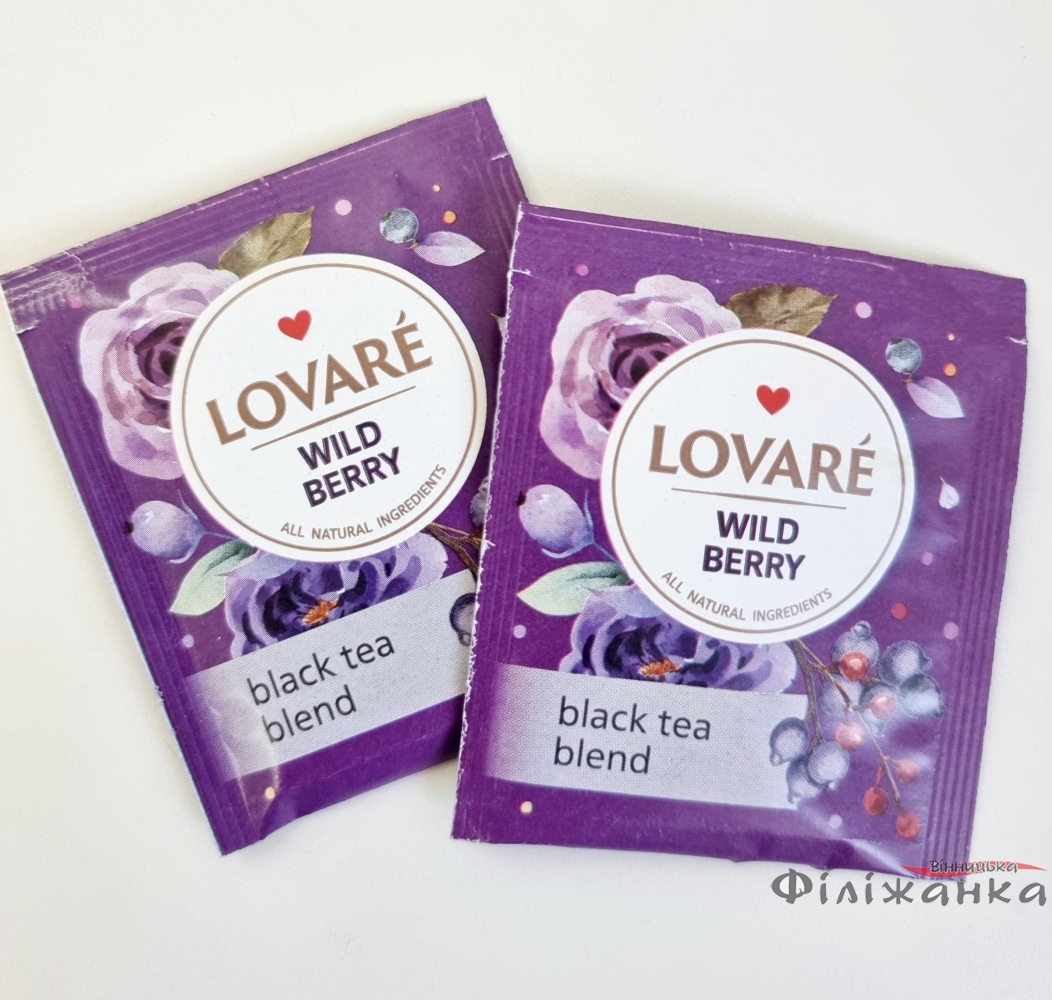 LOVARÉ
WILD
BERRY
ALL NATURAL INGREDIENTS
black tea
blend
LOVARÉ
WILD
BERRY
ALL NATURAL INGREDIENTS
black tea
blend
Вінницька
Філіжанка